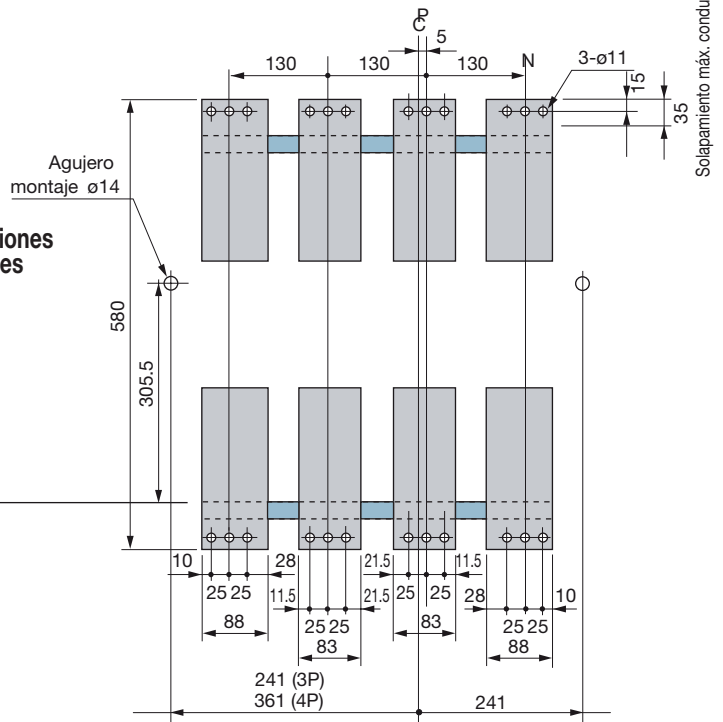 P
C
5
130
130
130
N
3-ø11
15
35
Agujero
montaje ø14
iones
es
580
305.5
10
28
21.5
11.5
25 25
11.5
25 25
21.5
25
25
28
25 25
10
88
83
83
88
241 (3P)
361 (4P)
241
Solapamiento máx. condu